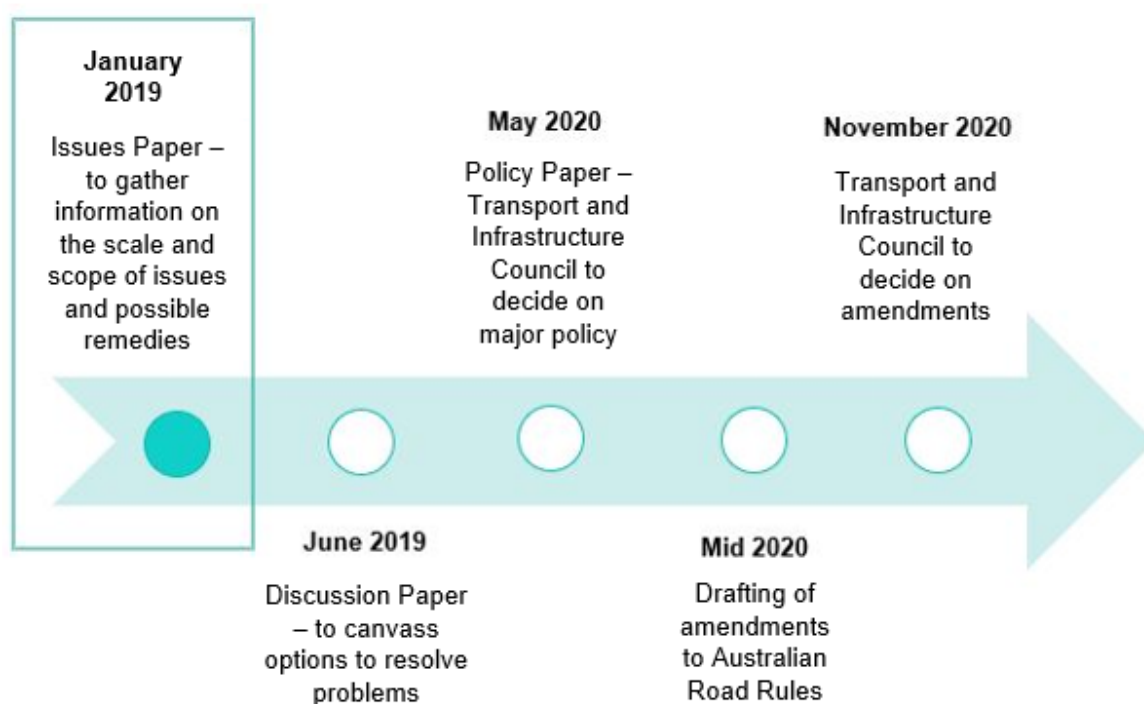 January
2019
Issues Paper –
to gather
information on
the scale and
scope of issues
and possible
remedies
June 2019
Discussion Paper
– to canvass
options to resolve
problems
May 2020
Policy Paper –
Transport and
Infrastructure
Council to
decide on
major policy
Mid 2020
Drafting of
amendments
to Australian
Road Rules
November 2020
Transport and
Infrastructure
Council to
decide on
amendments